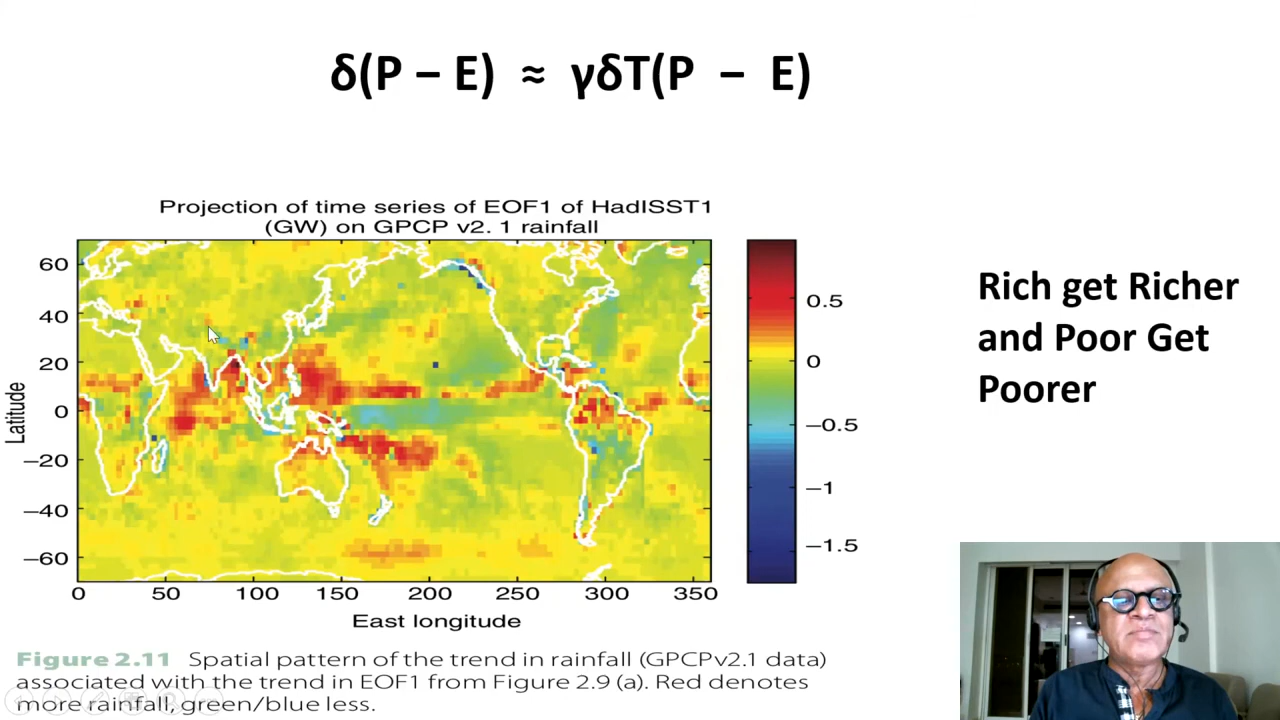 δ(P – E) ≈ γδT(P – E)
Projection of time series of EOF1 of HadISST1
(GW) on GPCP v2. 1 rainfall
60
40
20
0
−20
−40
−60
Latitude
0 50 100 150 200 250 300 350
East longitude
0.5
0
−0.5
−1
−1.5
Rich get Richer
and Poor Get
Poorer
Figure 2.11 Spatial pattern of the trend in rainfall (GPCPv2.1 data)
associated with the trend in EOF1 from Figure 2.9 (a). Red denotes
more rainfall, green/blue less.